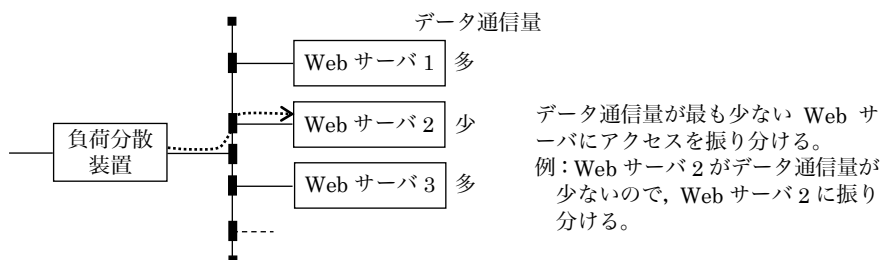 データ通信量
Web サーバ 1 多
Web サーバ 2 少
負荷分散
装置
Web サーバ 3 多
データ通信量が最も少ない Web サ
ーバにアクセスを振り分ける。
例：Web サーバ 2 がデータ通信量が
少ないので，Web サーバ 2 に振り
分ける。